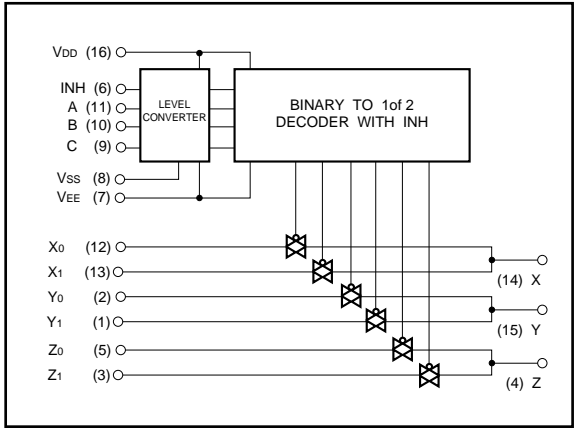 VDD (16)
INH (6)
A (11)
B (10)
C (9)
LEVEL
CONVERTER
BINARY TO 1of 2
DECODER WITH INH
VSS (8)
VEE (7)
X0 (12)
X1 (13)
(14) X
Y0 (2)
Y1 (1)
(15) Y
Z0 (5)
Z1 (3)
(4) Z